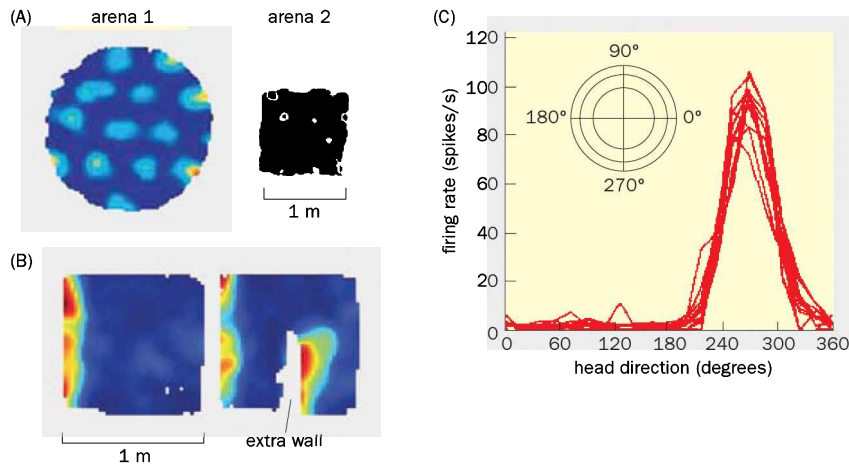 (A)
arena 1
arena 2
1 m
(B)
extra wall
1 m
(C)
firing rate (spikes/s)
120
100
80
60
40
20
0
90°
180°
0°
270°
0 60 120 180 240 300 360
head direction (degrees)